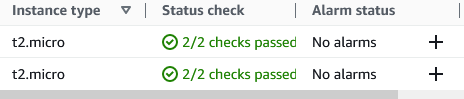 Instance type Status check Alarm status
t2.micro 2/2 checks passed No alarms +
t2.micro 2/2 checks passed No alarms +